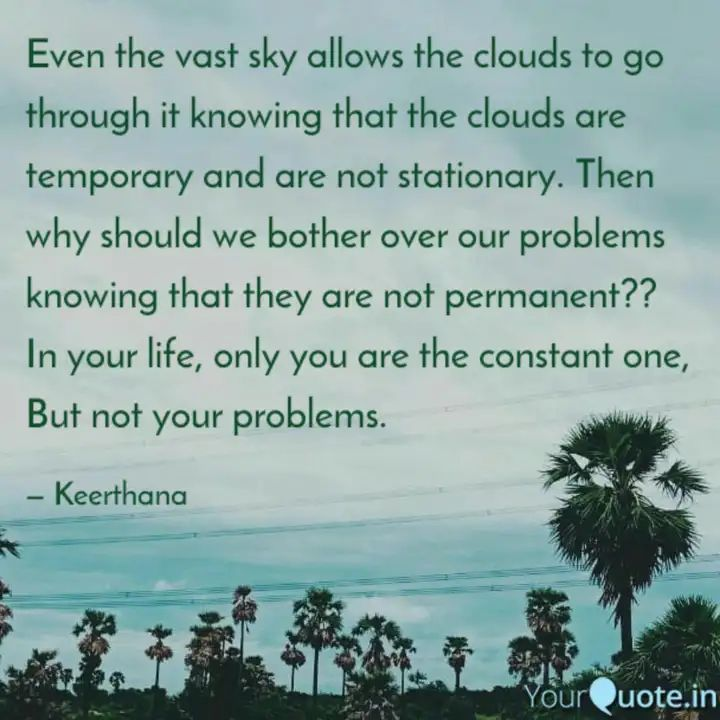 Even the vast sky allows the clouds to go
through it knowing that the clouds are
temporary and are not stationary. Then
why should we bother over our problems
knowing that they are not permanent??
In your life, only you are the constant one,
But not your problems.
– Keerthana
YourQuote.in